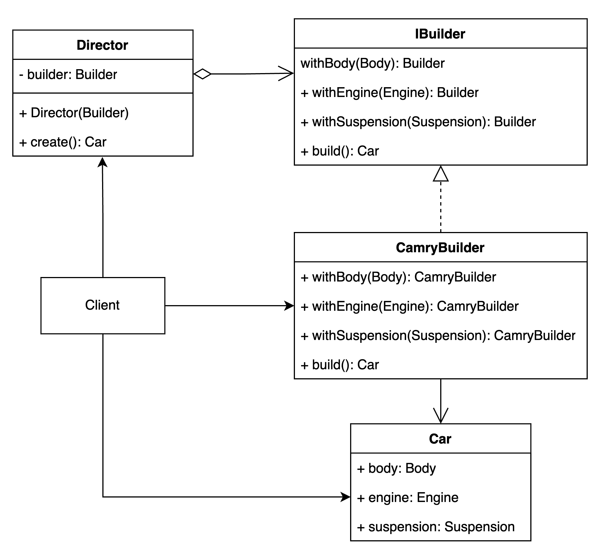 Director
- builder: Builder
+ Director(Builder)
+ create(): Car
IBuilder
withBody(Body): Builder
+ withEngine(Engine): Builder
+ withSuspension(Suspension): Builder
+ build(): Car
Client
CamryBuilder
+ withBody(Body): CamryBuilder
+ withEngine(Engine): CamryBuilder
+ withSuspension(Suspension): CamryBuilder
+ build(): Car
Car
+ body: Body
+ engine: Engine
+ suspension: Suspension